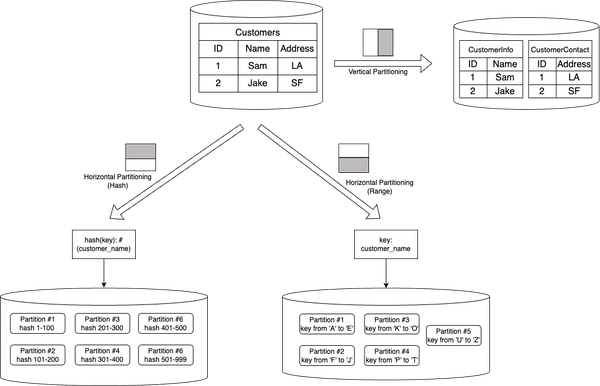 Customers
ID Name Address
1 Sam LA
2 Jake SF
Vertical Partitioning
CustomerInfo
ID Name
1 Sam
2 Jake
CustomerContact
ID Address
1 LA
2 SF
Horizontal Partitioning
(Hash)
Horizontal Partitioning
(Range)
hash(key): #
(customer_name)
key:
customer_name
Partition #1
hash 1-100
Partition #3
hash 201-300
Partition #6
hash 401-500
Partition #2
hash 101-200
Partition #4
hash 301-400
Partition #6
hash 501-999
Partition #1
key from 'A' to 'E'
Partition #3
key from 'K' to 'O'
Partition #5
key from 'U' to 'Z'
Partition #2
key from 'F' to 'J'
Partition #4
key from 'P' to 'T'